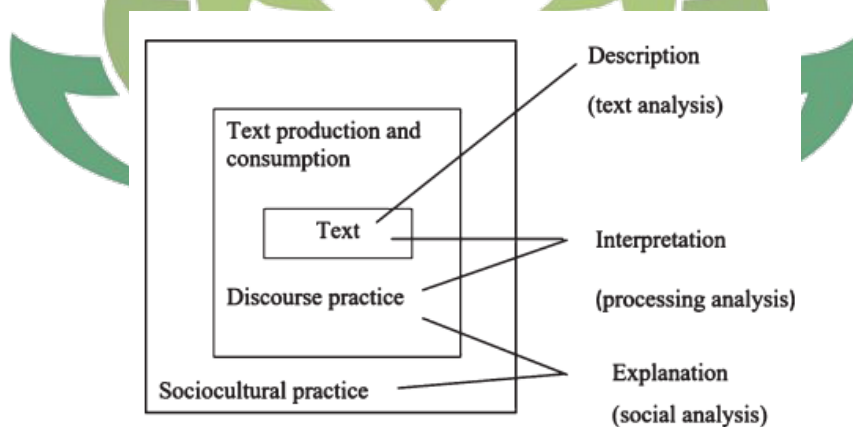 Description
(text analysis)
Text production and
consumption
Text
Interpretation
Discourse practice
(processing analysis)
Explanation
Sociocultural practice
(social analysis)